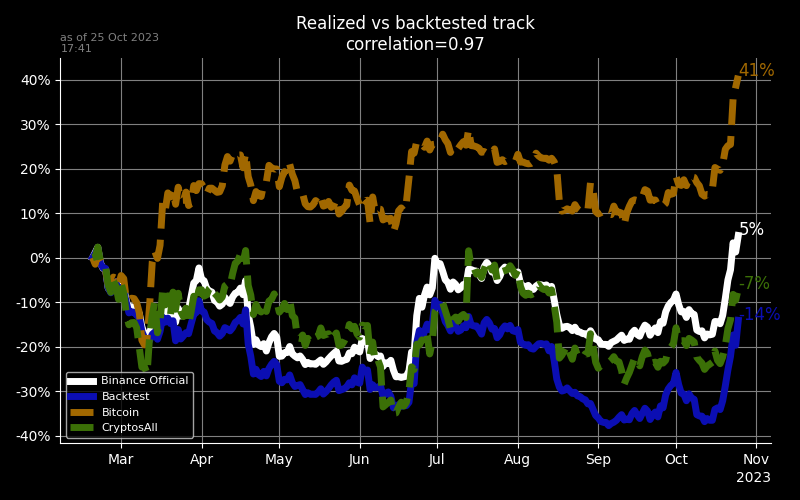 Realized vs backtested track
correlation=0.97
as of 25 Oct 2023
17:41
40%
30%
20%
10%
0%
-10%
-20%
-30%
-40%
41%
5%
-7%
-14%
Binance Official
Backtest
Bitcoin
CryptosAll
Mar Apr May Jun Jul Aug Sep Oct Nov
2023